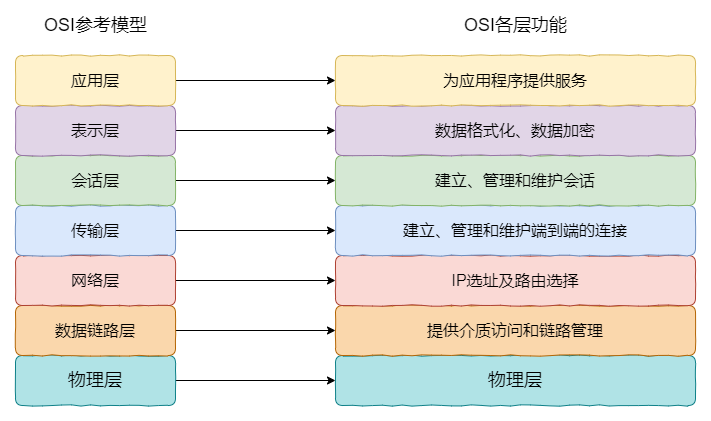 OSI参考模型 OSI各层功能
应用层 为应用程序提供服务
表示层 数据格式化、数据加密
会话层 建立、管理和维护会话
传输层 建立、管理和维护端到端的连接
网络层 IP选址及路由选择
数据链路层 提供介质访问和链路管理
物理层 物理层